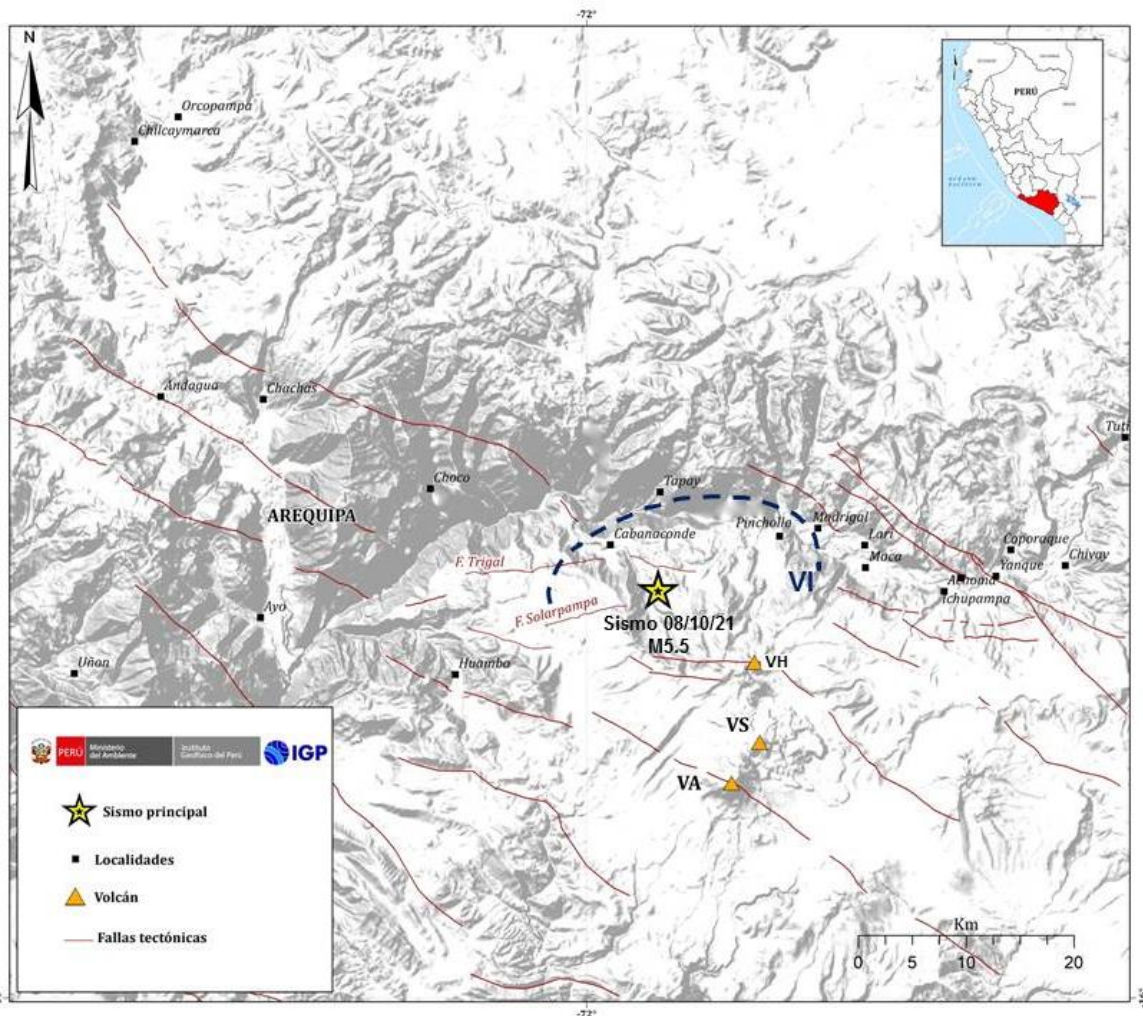 -72°
N
Orcopampa
Chilcaymarca
PERÚ
Andagua
Chachas
Tuti
Choco
Tapay
AREQUIPA
Pincholla
Madrigal
Cabanaconde
Lari
Coporaque
Maca
Chivay
F. Trigal
Yanque
VI
Achoma
Ichupampa
F. Solarpampa
Ayo
Sismo 08/10/21
M5.5
Uñon
Huambo
VH
VS
VA
PERÚ
Ministerio
del Ambiente
Instituto
Geofísico del Perú
IGP
Sismo principal
Localidades
Volcán
Fallas tectónicas
Km
0 5 10 20
-72°